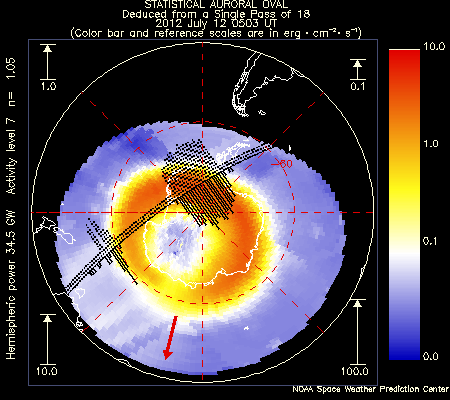 STATISTICAL AURORAL OVAL
Deduced from a Single Pass of 18
2012 July 12 0503 UT
(Color bar and reference scales are in erg·cm⁻²·s⁻¹)
1.0
0.1
10.0
1.0
0.1
0.0
-60
Hemispheric power 34.5 GW Activity level 7 n= 1.05
10.0
100.0
NOAA Space Weather Prediction Center